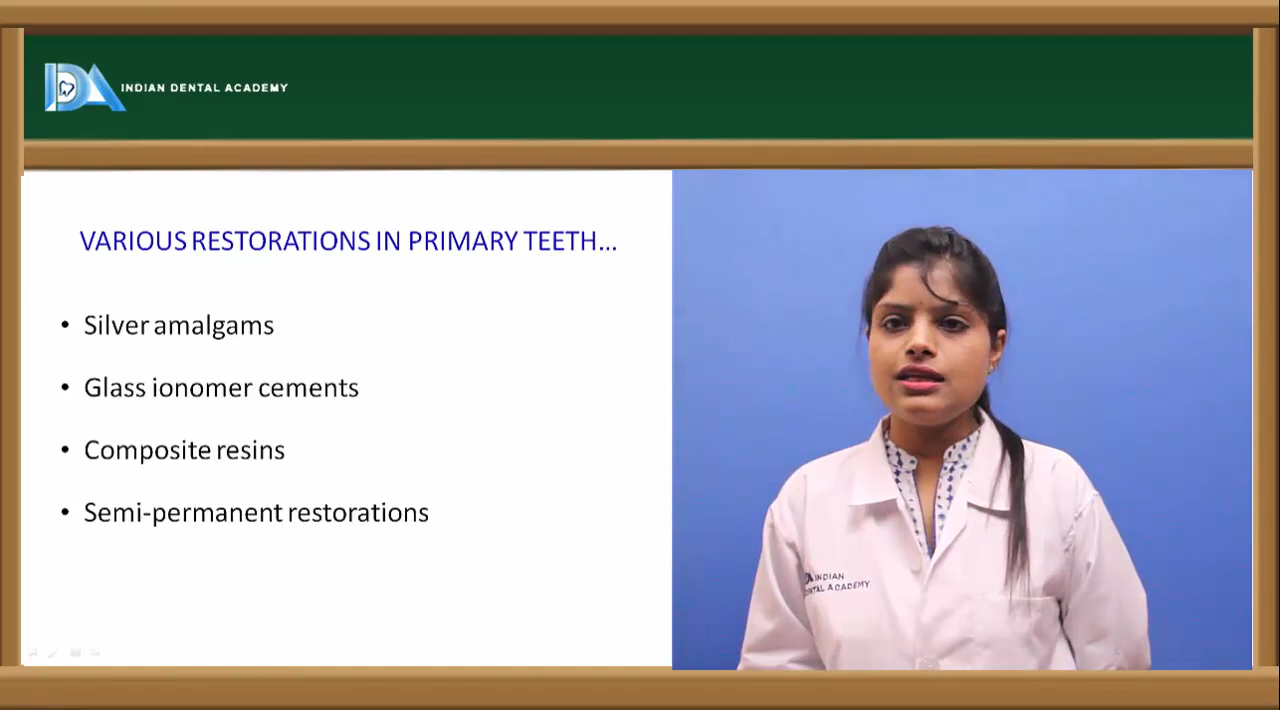 INDIAN DENTAL ACADEMY
VARIOUS RESTORATIONS IN PRIMARY TEETH...
• Silver amalgams
• Glass ionomer cements
• Composite resins
• Semi-permanent restorations
INDIAN
DENTAL ACADEMY